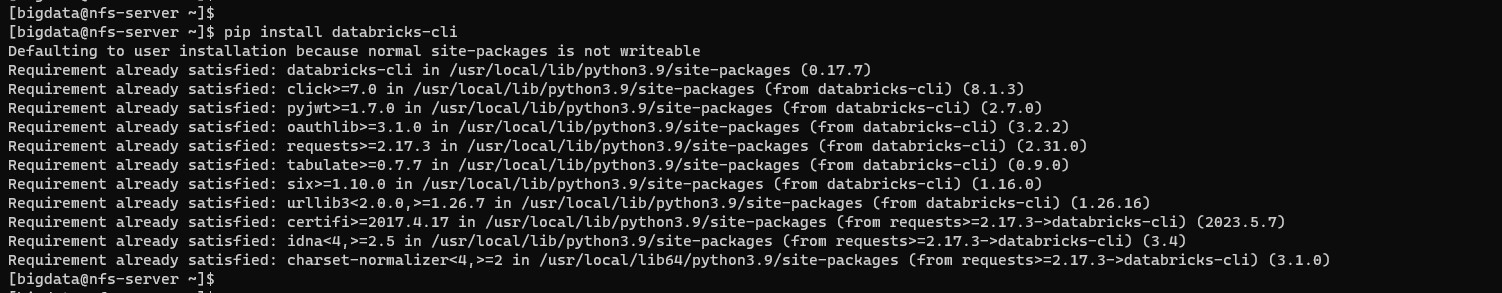 [bigdata@nfs-server ~]$
[bigdata@nfs-server ~]$ pip install databricks-cli
Defaulting to user installation because normal site-packages is not writeable
Requirement already satisfied: databricks-cli in /usr/local/lib/python3.9/site-packages (0.17.7)
Requirement already satisfied: click>=7.0 in /usr/local/lib/python3.9/site-packages (from databricks-cli) (8.1.3)
Requirement already satisfied: pyjwt>=1.7.0 in /usr/local/lib/python3.9/site-packages (from databricks-cli) (2.7.0)
Requirement already satisfied: oauthlib>=3.1.0 in /usr/local/lib/python3.9/site-packages (from databricks-cli) (3.2.2)
Requirement already satisfied: requests>=2.17.3 in /usr/local/lib/python3.9/site-packages (from databricks-cli) (2.31.0)
Requirement already satisfied: tabulate>=0.7.7 in /usr/local/lib/python3.9/site-packages (from databricks-cli) (0.9.0)
Requirement already satisfied: six>=1.10.0 in /usr/local/lib/python3.9/site-packages (from databricks-cli) (1.16.0)
Requirement already satisfied: urllib3<2.0.0,>=1.26.7 in /usr/local/lib/python3.9/site-packages (from databricks-cli) (1.26.16)
Requirement already satisfied: certifi>=2017.4.17 in /usr/local/lib/python3.9/site-packages (from requests>=2.17.3->databricks-cli) (2023.5.7)
Requirement already satisfied: idna<4,>=2.5 in /usr/local/lib/python3.9/site-packages (from requests>=2.17.3->databricks-cli) (3.4)
Requirement already satisfied: charset-normalizer<4,>=2 in /usr/local/lib64/python3.9/site-packages (from requests>=2.17.3->databricks-cli) (3.1.0)
[bigdata@nfs-server ~]$